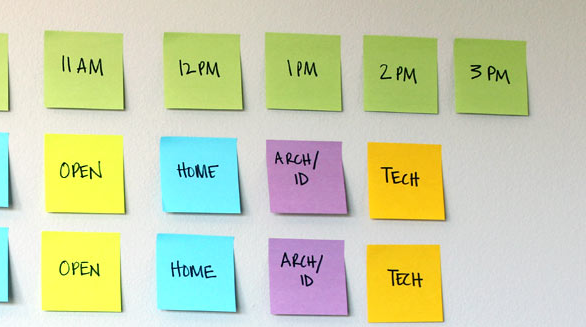 11 AM
12 PM
1 PM
2 PM
3 PM
OPEN
HOME
ARCH/
ID
TECH
OPEN
HOME
ARCH/
ID
TECH